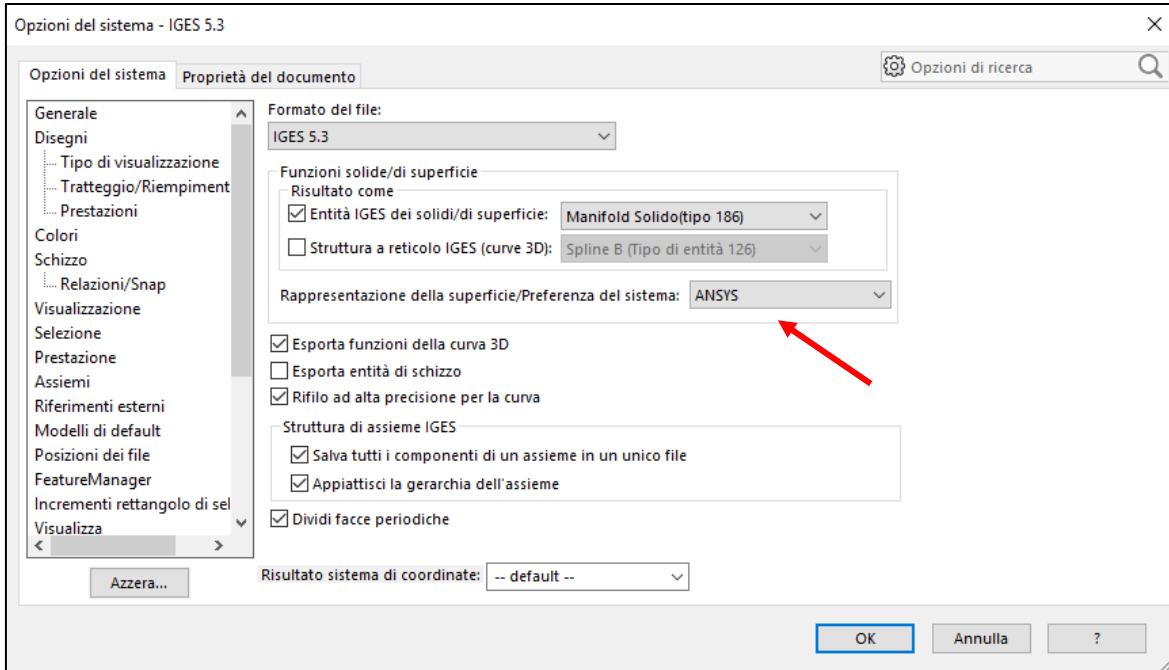 Opzioni del sistema - IGES 5.3
Opzioni del sistema
Proprietà del documento
Opzioni di ricerca
Generale
Disegni
Tipo di visualizzazione
Tratteggio/Riempiment
Prestazioni
Colori
Schizzo
Relazioni/Snap
Visualizzazione
Selezione
Prestazione
Assiemi
Riferimenti esterni
Modelli di default
Posizioni dei file
FeatureManager
Incrementi rettangolo di sel
Visualizza
Azzera...
Formato del file:
IGES 5.3
Funzioni solide/di superficie
Risultato come
Entità IGES dei solidi/di superficie: Manifold Solido(tipo 186)
Struttura a reticolo IGES (curve 3D): Spline B (Tipo di entità 126)
Rappresentazione della superficie/Preferenza del sistema: ANSYS
Esporta funzioni della curva 3D
Esporta entità di schizzo
Rifilo ad alta precisione per la curva
Struttura di assieme IGES
Salva tutti i componenti di un assieme in un unico file
Appiattisci la gerarchia dell'assieme
Dividi facce periodiche
Risultato sistema di coordinate: -- default --
OK
Annulla
?